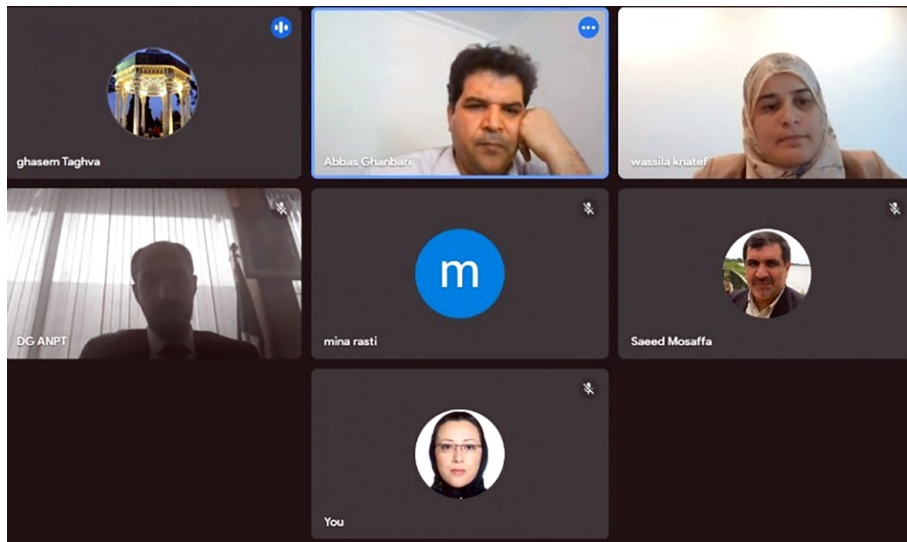 ghasem Taghva
Abbas Ghanbari
wassila knatef
DG ANPT
m
mina rasti
Saeed Mosaffa
You